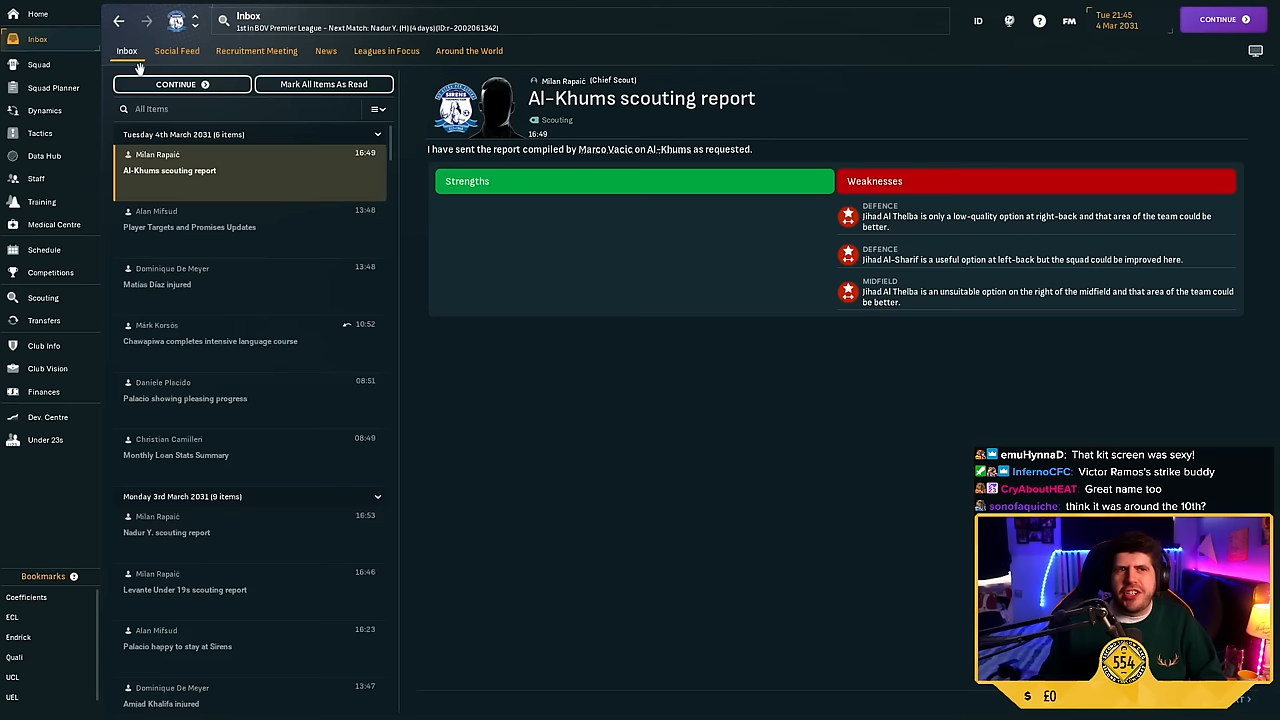 Home
Inbox
Squad
Squad Planner
Dynamics
Tactics
Data Hub
Staff
Training
Medical Centre
Schedule
Competitions
Scouting
Transfers
Club Info
Club Vision
Finances
Dev. Centre
Under 23s
Bookmarks
Coefficients
ECL
Endrick
Quali
UCL
UEL
Inbox
1st in BOV Premier League - Next Match: Nadur Y. (H) (4 days) (ID:r-2002061342)
ID
FM
Tue 21:45
4 Mar 2031
CONTINUE
Inbox
Social Feed
Recruitment Meeting
News
Leagues in Focus
Around the World
CONTINUE
Mark All Items As Read
All Items
Tuesday 4th March 2031 (6 items)
Milan Rapaić 16:49
Al-Khums scouting report
Alan Mifsud 13:48
Player Targets and Promises Updates
Dominique De Meyer 13:48
Matías Díaz injured
Márk Korsós 10:52
Chawapiwa completes intensive language course
Daniele Placido 08:51
Palacio showing pleasing progress
Christian Camilleri 08:49
Monthly Loan Stats Summary
Monday 3rd March 2031 (9 items)
Milan Rapaić 16:53
Nadur Y. scouting report
Milan Rapaić 16:46
Levante Under 19s scouting report
Alan Mifsud 16:23
Palacio happy to stay at Sirens
Dominique De Meyer 13:47
Amjad Khalifa injured
SIRENS
Milan Rapaić (Chief Scout)
Al-Khums scouting report
Scouting
16:49
I have sent the report compiled by Marco Vacic on Al-Khums as requested.
Strengths
Weaknesses
DEFENCE
Jihad Al Thelba is only a low-quality option at right-back and that area of the team could be
better.
DEFENCE
Jihad Al-Sharif is a useful option at left-back but the squad could be improved here.
MIDFIELD
Jihad Al Thelba is an unsuitable option on the right of the midfield and that area of the team could
be better.
emuHynnaD: That kit screen was sexy!
InfernoCFC: Victor Ramos's strike buddy
CryAboutHEAT: Great name too
sonofaquiche: think it was around the 10th?
554
$ £0